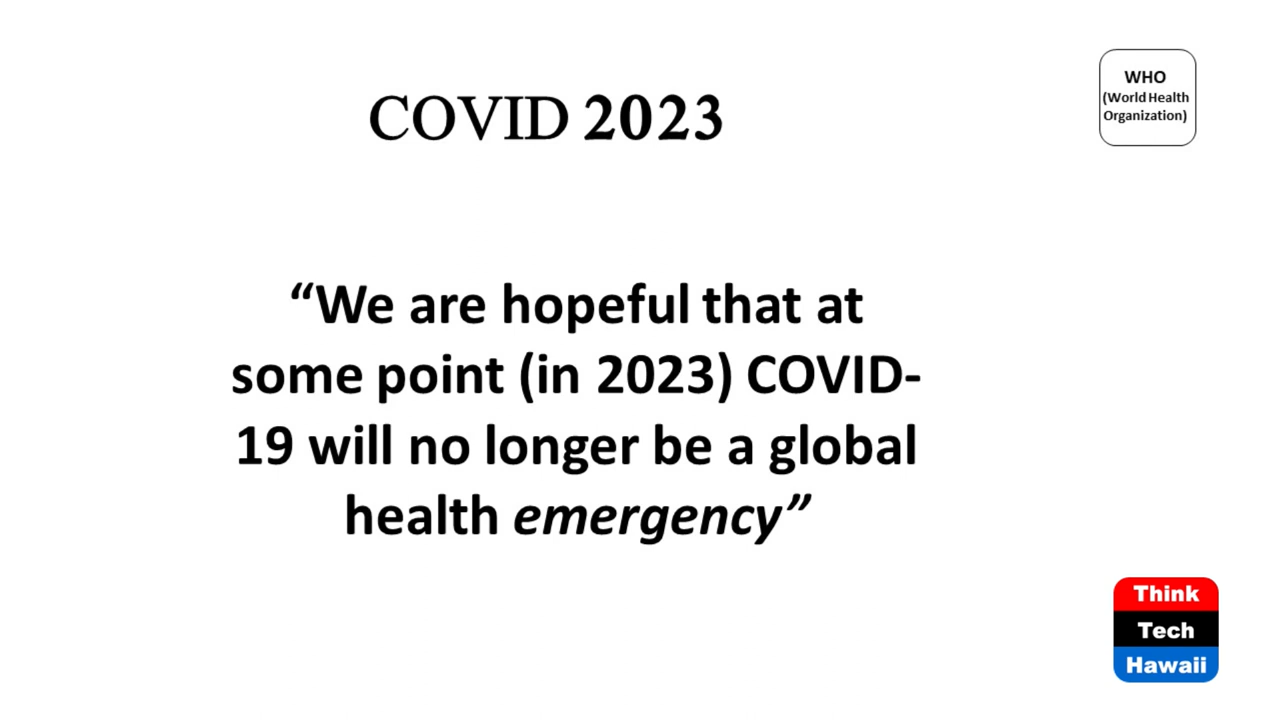 COVID 2023
WHO
(World Health
Organization)
“We are hopeful that at
some point (in 2023) COVID-
19 will no longer be a global
health emergency”
Think
Tech
Hawaii